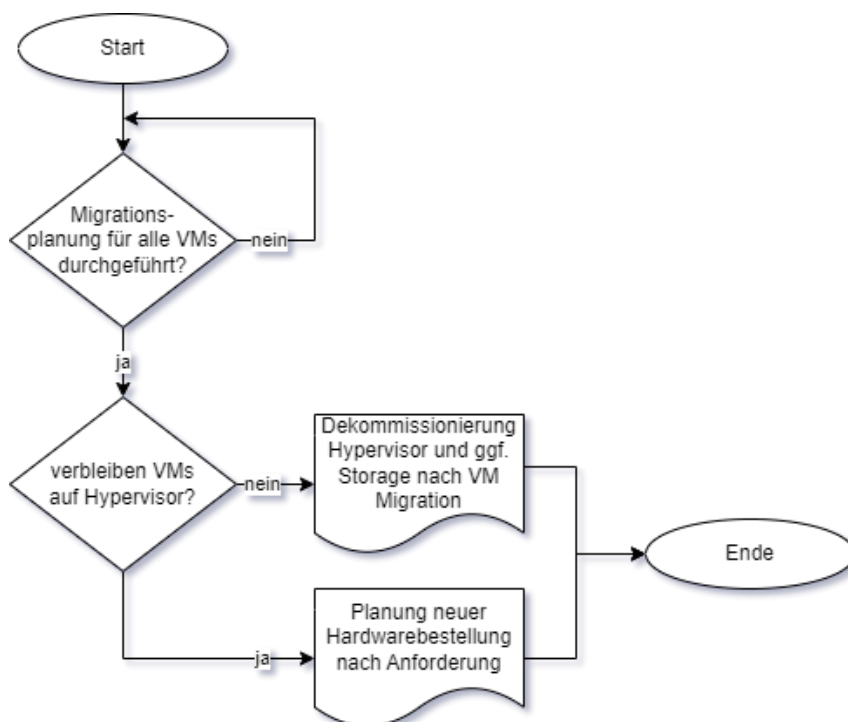 Start
Migrations-
planung für alle VMs
durchgeführt?
nein
ja
verbleiben VMs
auf Hypervisor?
nein
Dekommissionierung
Hypervisor und ggf.
Storage nach VM
Migration
Ende
ja
Planung neuer
Hardwarebestellung
nach Anforderung